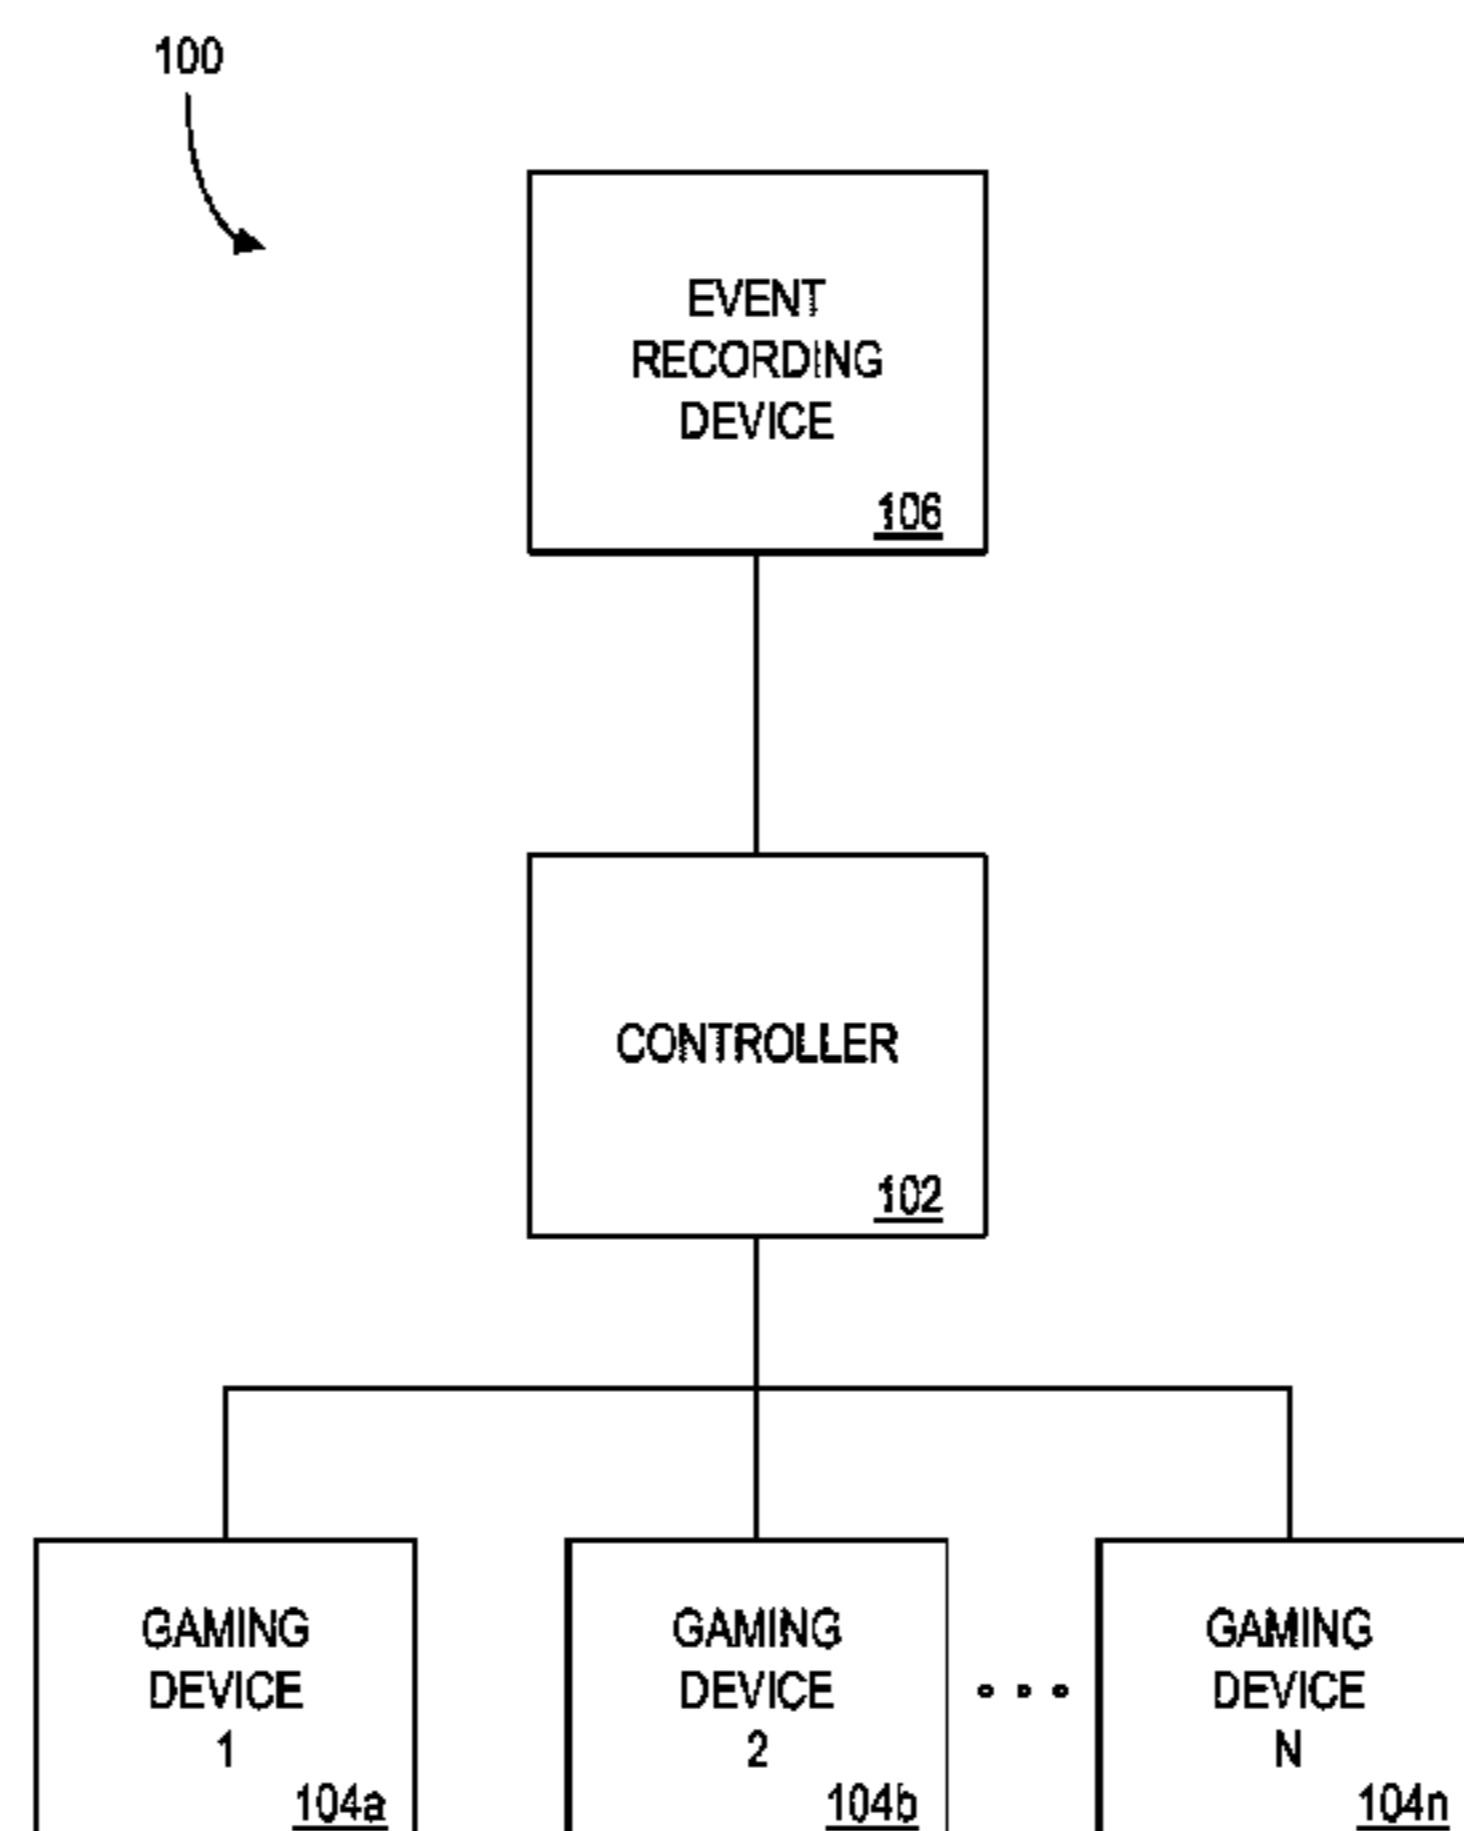 100
EVENT
RECORDING
DEVICE
106
CONTROLLER
102
GAMING
DEVICE
1
104a
GAMING
DEVICE
2
104b
GAMING
DEVICE
N
104n